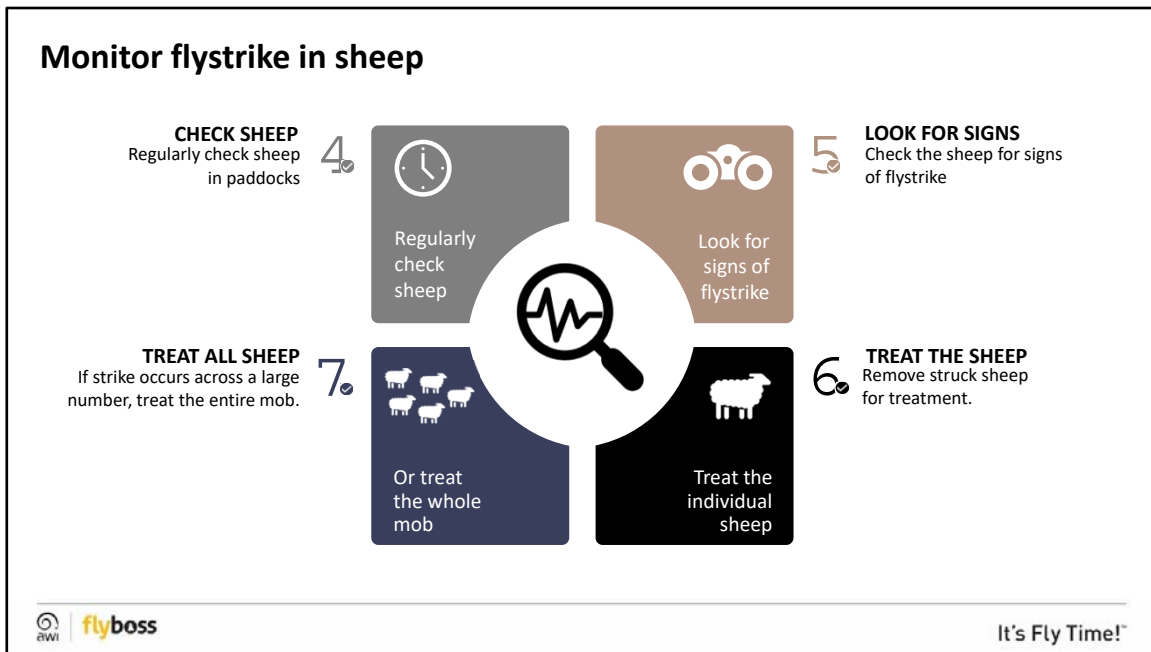 Monitor flystrike in sheep
CHECK SHEEP
Regularly check sheep
in paddocks
4
Regularly
check
sheep
Look for
signs of
flystrike
5
LOOK FOR SIGNS
Check the sheep for signs
of flystrike
TREAT ALL SHEEP
If strike occurs across a large
number, treat the entire mob.
7
Or treat
the whole
mob
Treat the
individual
sheep
6
TREAT THE SHEEP
Remove struck sheep
for treatment.
awi
flyboss
It's Fly Time!™